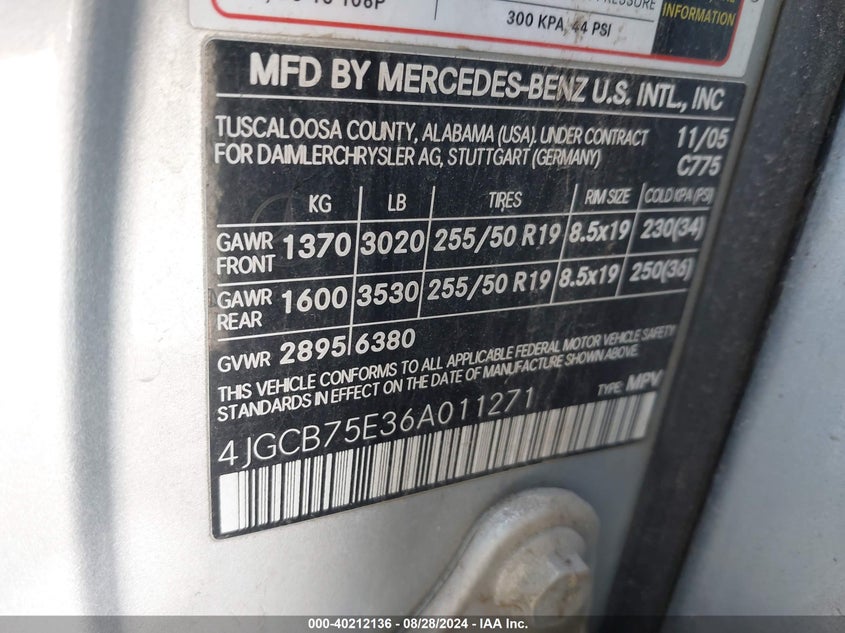 106P
PRESSURE
300 KPA, 44 PSI
INFORMATION
MFD BY MERCEDES-BENZ U.S. INTL., INC
TUSCALOOSA COUNTY, ALABAMA (USA). UNDER CONTRACT 11/05
FOR DAIMLERCHRYSLER AG, STUTTGART (GERMANY) C775
KG LB TIRES RIM SIZE COLD KPA (PSI)
GAWR FRONT 1370 3020 255/50 R19 8.5x19 230(34)
GAWR REAR 1600 3530 255/50 R19 8.5x19 250(36)
GVWR 2895 6380
THIS VEHICLE CONFORMS TO ALL APPLICABLE FEDERAL MOTOR VEHICLE SAFETY
STANDARDS IN EFFECT ON THE DATE OF MANUFACTURE SHOWN ABOVE.
TYPE: MPV
4JGCB75E36A011271
000-40212136 - 08/28/2024 - IAA Inc.